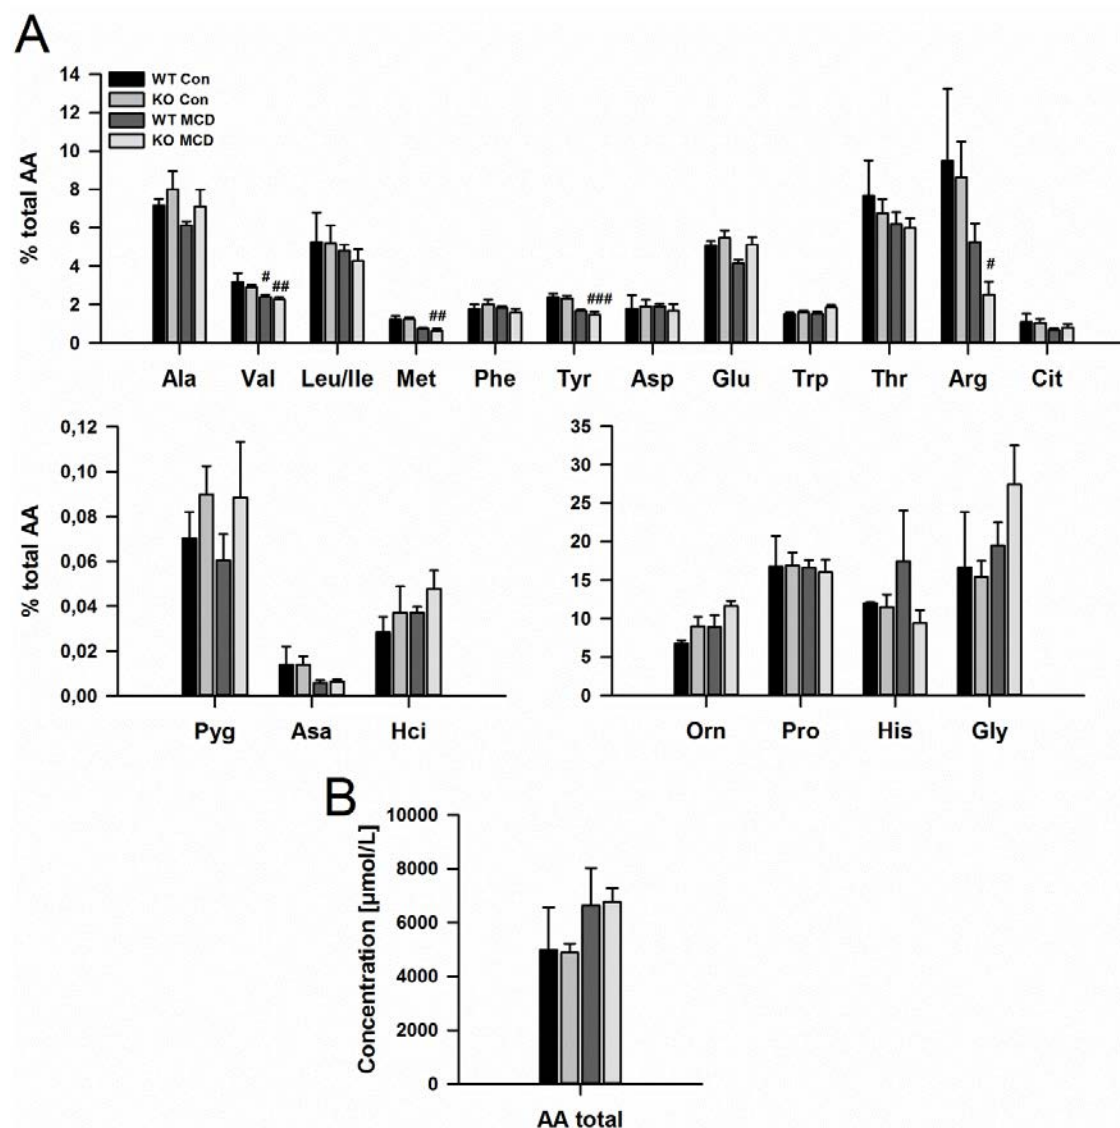 A
WT Con
KO Con
WT MCD
KO MCD
% total AA
14
12
10
8
6
4
2
0
#
##
##
###
#
Ala Val Leu/Ile Met Phe Tyr Asp Glu Trp Thr Arg Cit
% total AA
0,12
0,10
0,08
0,06
0,04
0,02
0,00
Pyg Asa Hci
35
30
25
20
15
10
5
0
Orn Pro His Gly
B
Concentration [µmol/L]
10000
8000
6000
4000
2000
0
AA total